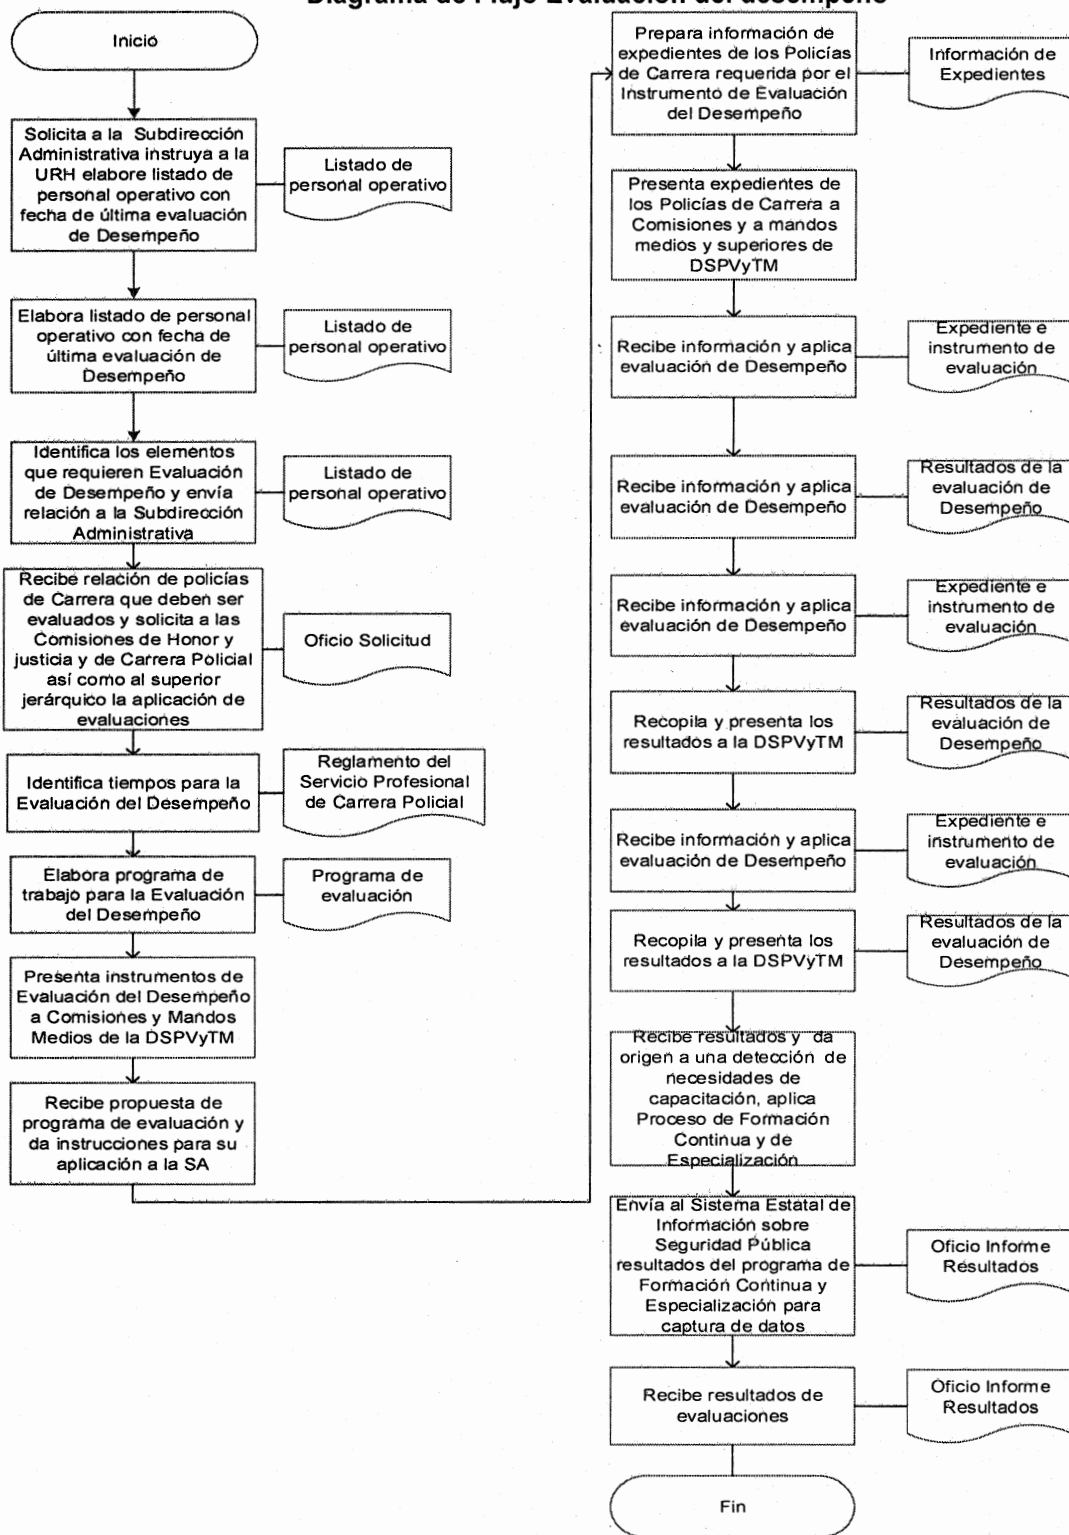 Diagrama de Flujo Evaluación del desempeño
Inicio
Solicita a la Subdirección
Administrativa instruya a la
URH elabore listado de
personal operativo con
fecha de última evaluación
de Desempeño
Listado de
personal operativo
Elabora listado de personal
operativo con fecha de
última evaluación de
Desempeño
Listado de
personal operativo
Identifica los elementos
que requieren Evaluación
de Desempeño y envía
relación a la Subdirección
Administrativa
Listado de
personal operativo
Recibe relación de policías
de Carrera que deben ser
evaluados y solicita a las
Comisiones de Honor y
justicia y de Carrera Policial
así como al superior
jerárquico la aplicación de
evaluaciones
Oficio Solicitud
Identifica tiempos para la
Evaluación del Desempeño
Reglamento del
Servicio Profesional
de Carrera Policial
Elabora programa de
trabajo para la Evaluación
del Desempeño
Programa de
evaluación
Presenta instrumentos de
Evaluación del Desempeño
a Comisiones y Mandos
Medios de la DSPVyTM
Recibe propuesta de
programa de evaluación y
da instrucciones para su
aplicación a la SA
Prepara información de
expedientes de los Policías
de Carrera requerida por el
Instrumento de Evaluación
del Desempeño
Información de
Expedientes
Presenta expedientes de
los Policías de Carrera a
Comisiones y a mandos
medios y superiores de
DSPVyTM
Recibe información y aplica
evaluación de Desempeño
Expediente e
instrumento de
evaluación
Recibe información y aplica
evaluación de Desempeño
Resultados de la
evaluación de
Desempeño
Recibe información y aplica
evaluación de Desempeño
Expediente e
instrumento de
evaluación
Recopila y presenta los
resultados a la DSPVyTM
Resultados de la
evaluación de
Desempeño
Recibe información y aplica
evaluación de Desempeño
Expediente e
instrumento de
evaluación
Recopila y presenta los
resultados a la DSPVyTM
Resultados de la
evaluación de
Desempeño
Recibe resultados y da
origen a una detección de
necesidades de
capacitación, aplica
Proceso de Formación
Continua y de
Especialización
Envía al Sistema Estatal de
Información sobre
Seguridad Pública
resultados del programa de
Formación Continua y
Especialización para
captura de datos
Oficio Informe
Resultados
Recibe resultados de
evaluaciones
Oficio Informe
Resultados
Fin